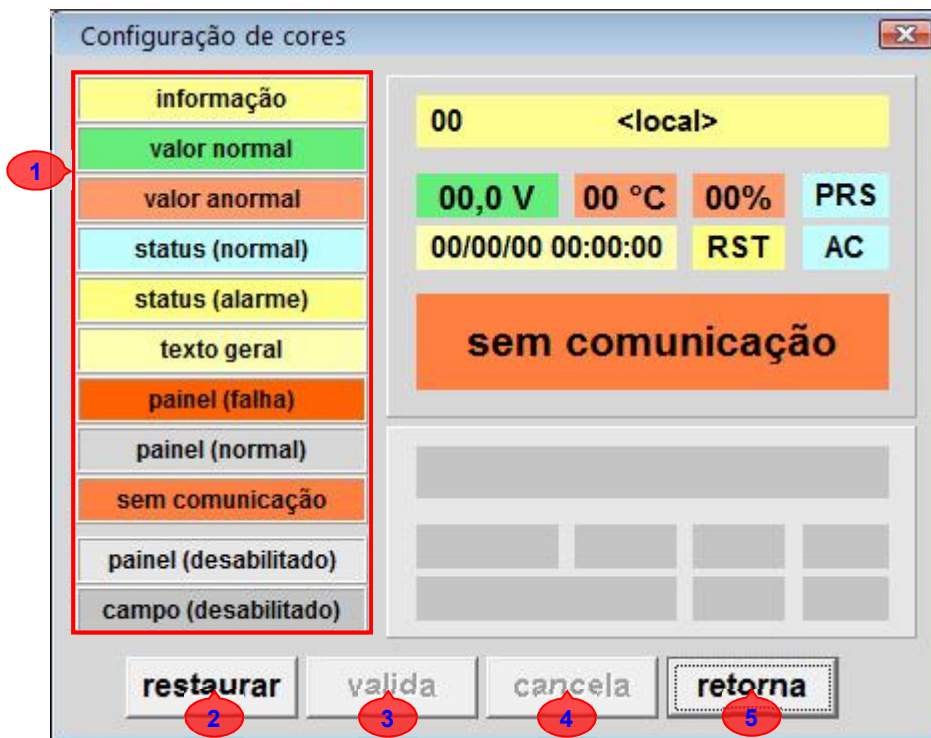 Configuração de cores
informação
valor normal
valor anormal
status (normal)
status (alarme)
texto geral
painel (falha)
painel (normal)
sem comunicação
painel (desabilitado)
campo (desabilitado)
1
00 <local>
00,0 V 00 °C 00% PRS
00/00/00 00:00:00 RST AC
sem comunicação
restaurar valida cancela retorna
2 3 4 5